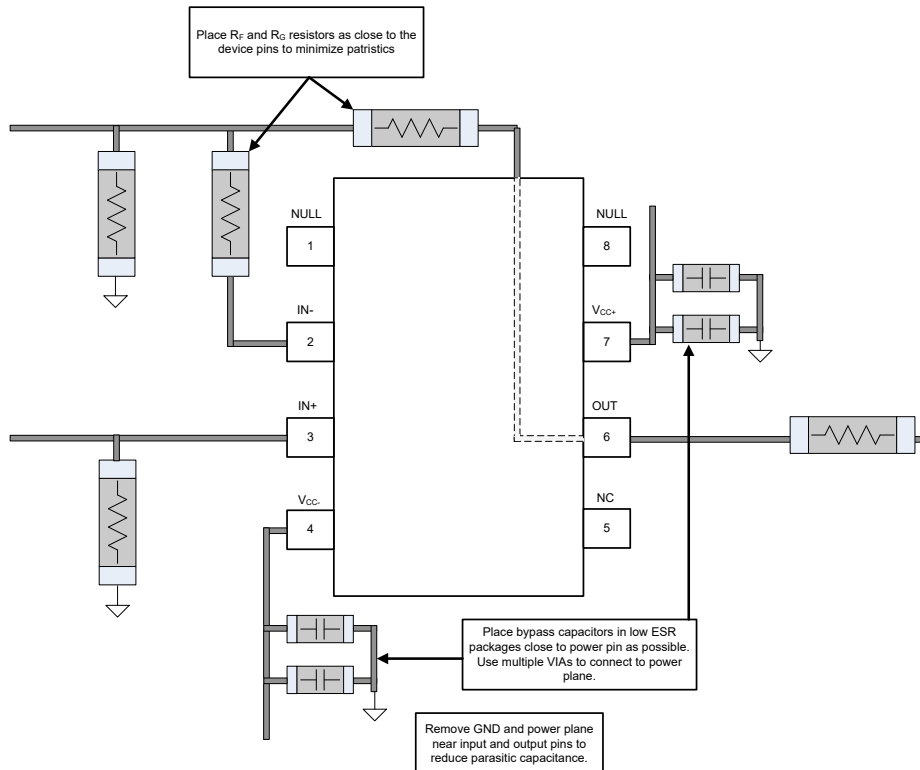 Place RF and RG resistors as close to the
device pins to minimize patristics
NULL
1
NULL
8
IN-
2
VCC+
7
IN+
3
OUT
6
VCC-
4
NC
5
Place bypass capacitors in low ESR
packages close to power pin as possible.
Use multiple VIAs to connect to power
plane.
Remove GND and power plane
near input and output pins to
reduce parasitic capacitance.